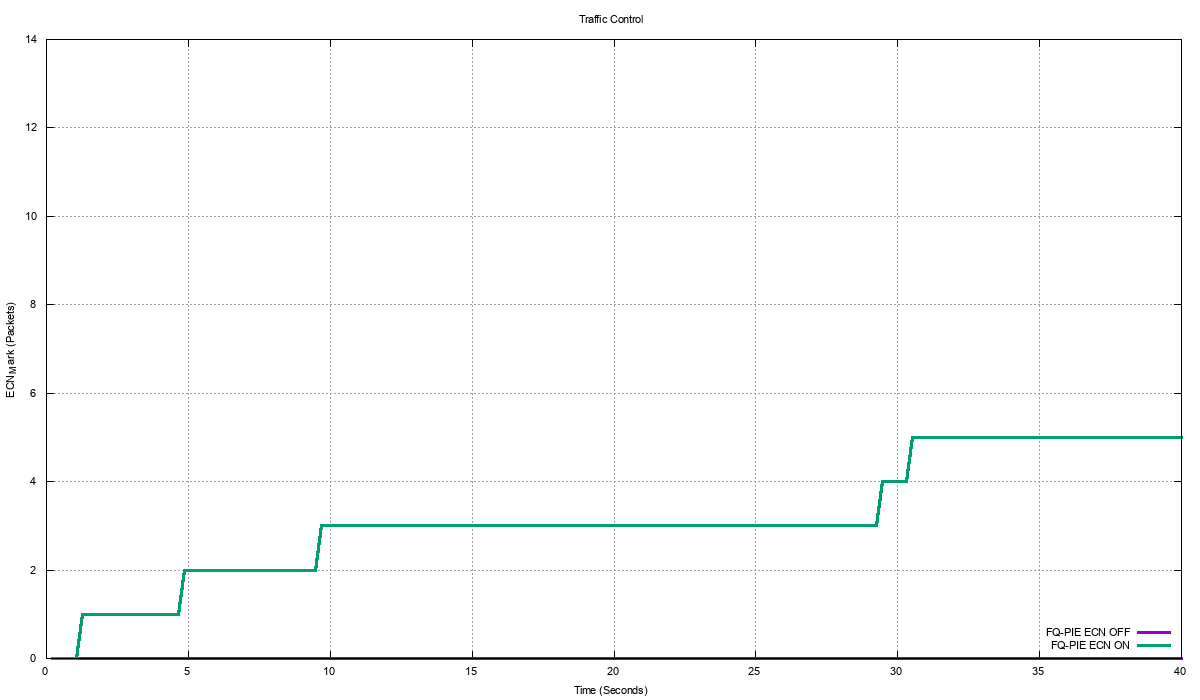 Traffic Control
14
12
10
8
6
4
2
0
ECNMark (Packets)
0 5 10 15 20 25 30 35 40
Time (Seconds)
FQ-PIE ECN OFF
FQ-PIE ECN ON